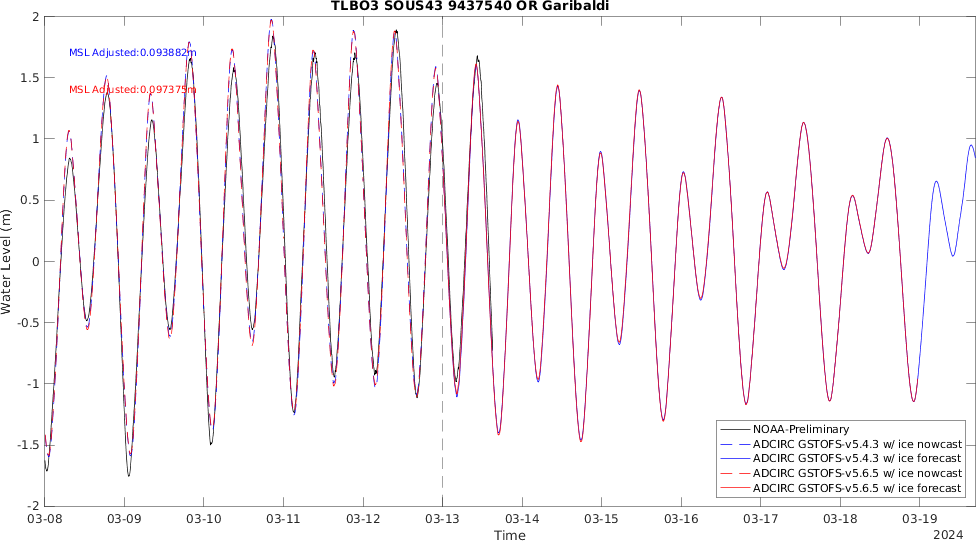 TLBO3 SOUS43 9437540 OR Garibaldi
2
1.5
1
0.5
0
-0.5
-1
-1.5
-2
Water Level (m)
MSL Adjusted:0.093882m
MSL Adjusted:0.097375m
NOAA-Preliminary
ADCIRC GSTOFS-v5.4.3 w/ ice nowcast
ADCIRC GSTOFS-v5.4.3 w/ ice forecast
ADCIRC GSTOFS-v5.6.5 w/ ice nowcast
ADCIRC GSTOFS-v5.6.5 w/ ice forecast
03-08 03-09 03-10 03-11 03-12 03-13 03-14 03-15 03-16 03-17 03-18 03-19
Time
2024